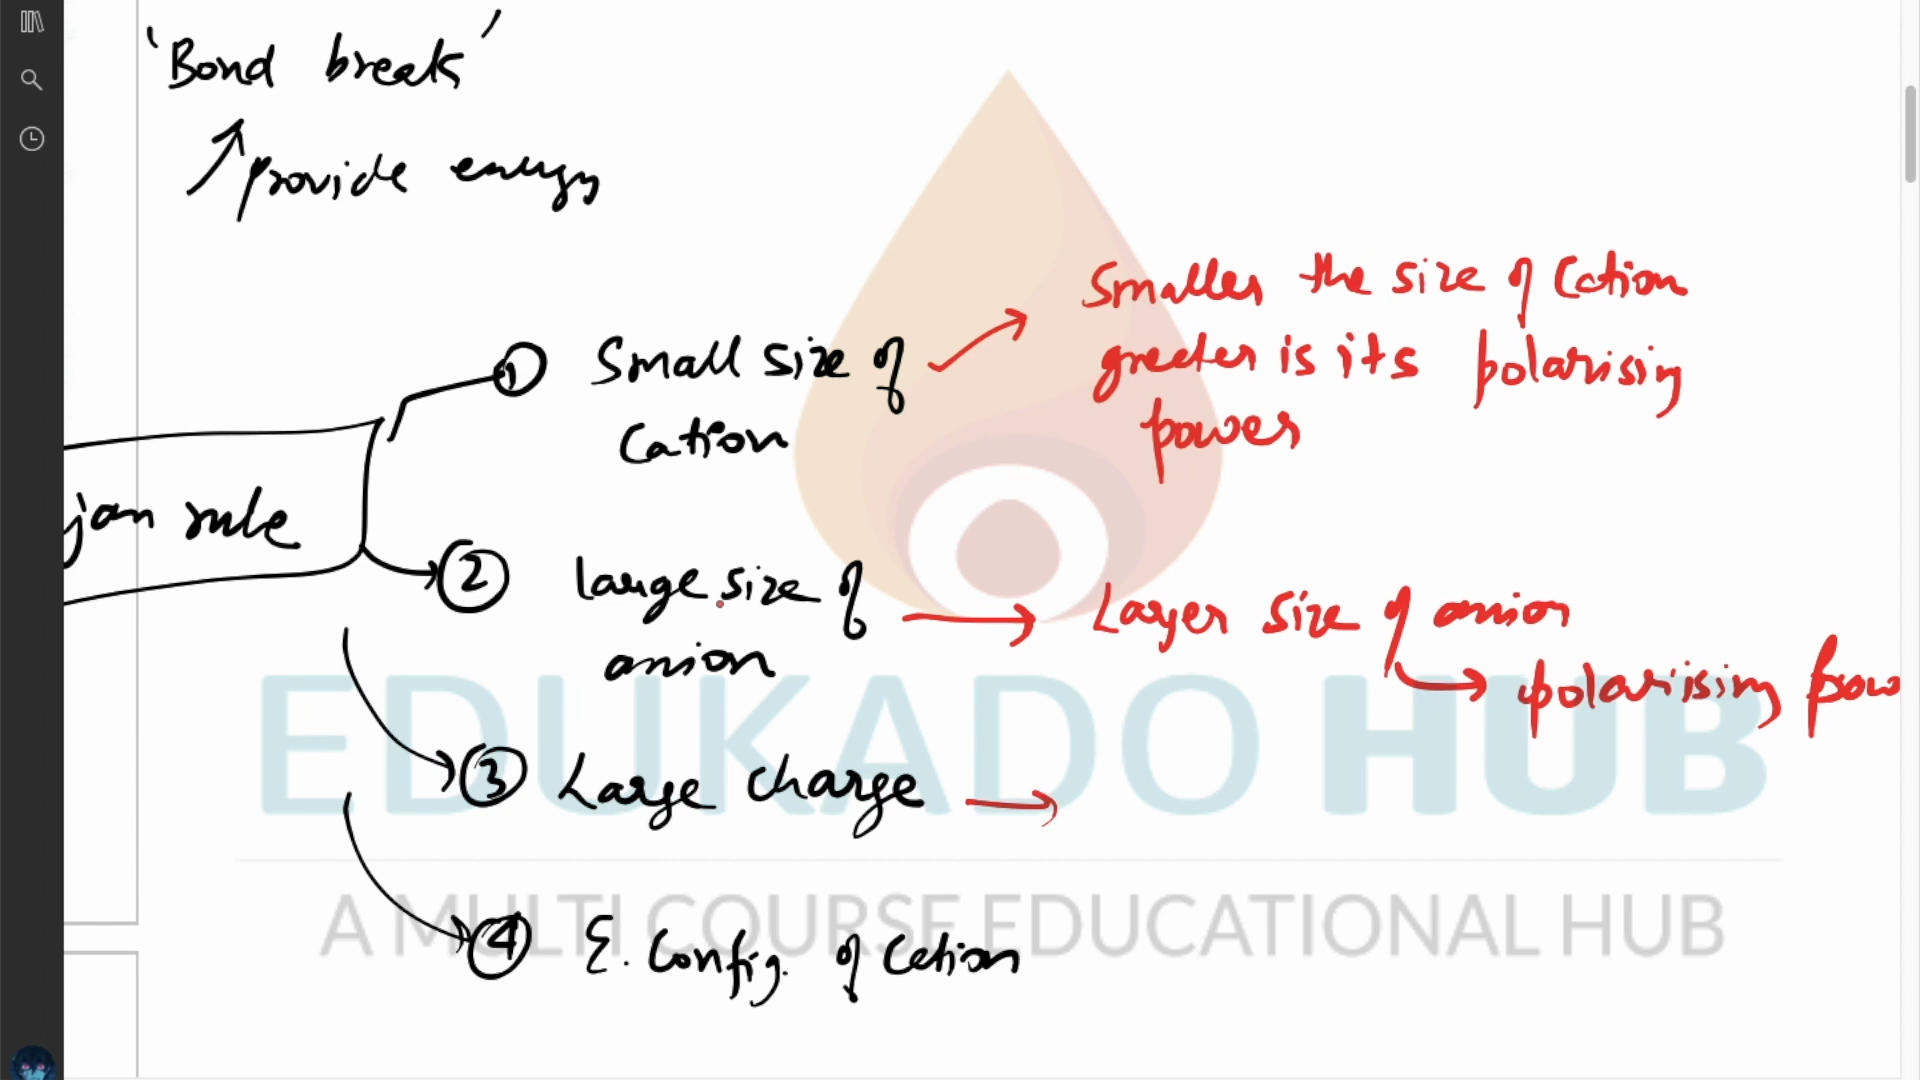 'Bond break'
provide energy
① Small size of
Cation
Smaller the size of Cation
greater is its polarising
power
jan rule
② large size of
anion
Larger size of anion
polariising pow
EDUKADO HUB
③ Large charge
A MULTI COURSE EDUCATIONAL HUB
④ E. Config. of Cation